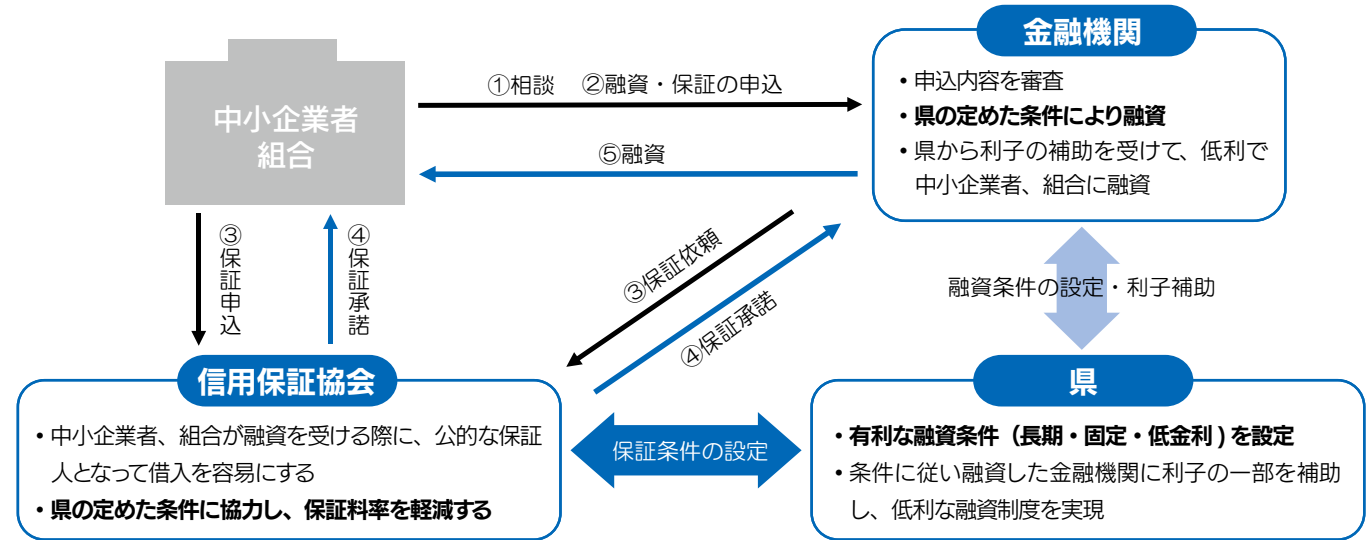 金融機関
・申込内容を審査
・県の定めた条件により融資
・県から利子の補助を受けて、低利で
中小企業者、組合に融資
中小企業者
組合
①相談　②融資・保証の申込
⑤融資
③保証申込
④保証承諾
③保証依頼
④保証承諾
融資条件の設定・利子補助
信用保証協会
・中小企業者、組合が融資を受ける際に、公的な保証
人となって借入を容易にする
・県の定めた条件に協力し、保証料率を軽減する
保証条件の設定
県
・有利な融資条件（長期・固定・低金利)を設定
・条件に従い融資した金融機関に利子の一部を補助
し、低利な融資制度を実現